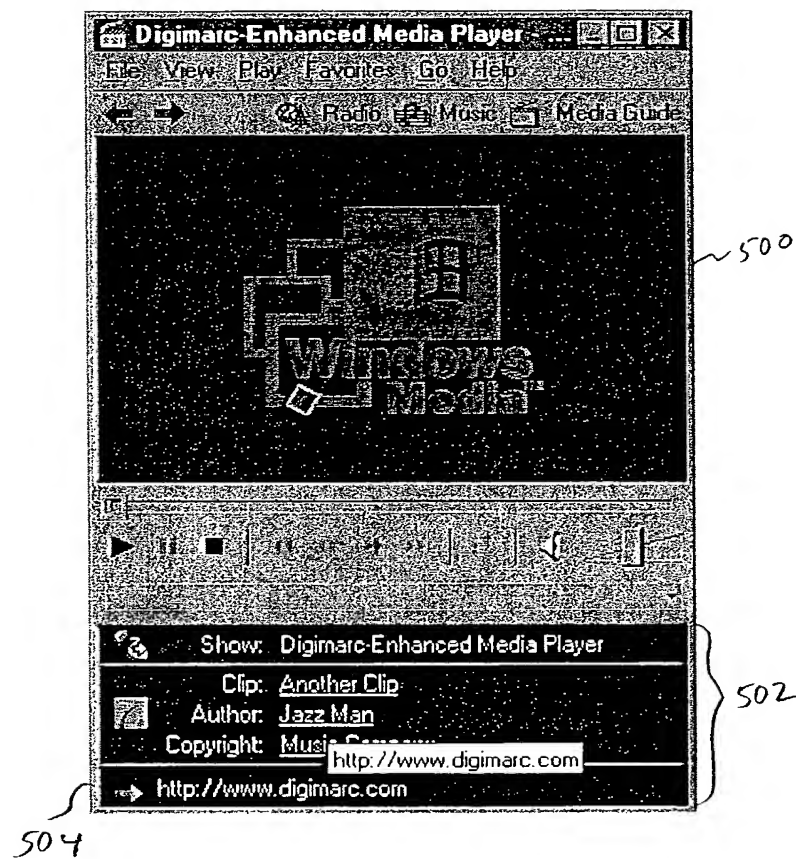 Digimarc-Enhanced Media Player - ...
File View Play Favorites Go Help
Radio Music Media Guide
500
Windows
Media
Show: Digimarc-Enhanced Media Player
Clip: Another Clip
Author: Jazz Man
Copyright: Music
http://www.digimarc.com
http://www.digimarc.com
502
504